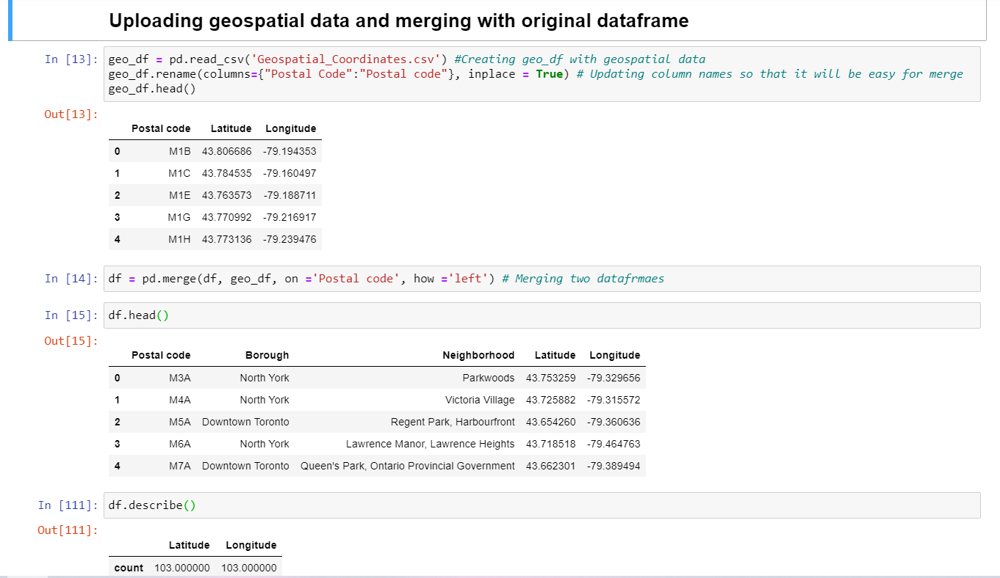 Uploading geospatial data and merging with original dataframe
In [13]: geo_df = pd.read_csv('Geospatial_Coordinates.csv') #Creating geo_df with geospatial data
geo_df.rename(columns={"Postal Code":"Postal code"}, inplace = True) # Updating column names so that it will be easy for merge
geo_df.head()
Out[13]:
Postal code Latitude Longitude
0 M1B 43.806686 -79.194353
1 M1C 43.784535 -79.160497
2 M1E 43.763573 -79.188711
3 M1G 43.770992 -79.216917
4 M1H 43.773136 -79.239476
In [14]: df = pd.merge(df, geo_df, on ='Postal code', how ='left') # Merging two datafrmaes
In [15]: df.head()
Out[15]:
Postal code Borough Neighborhood Latitude Longitude
0 M3A North York Parkwoods 43.753259 -79.329656
1 M4A North York Victoria Village 43.725882 -79.315572
2 M5A Downtown Toronto Regent Park, Harbourfront 43.654260 -79.360636
3 M6A North York Lawrence Manor, Lawrence Heights 43.718518 -79.464763
4 M7A Downtown Toronto Queen's Park, Ontario Provincial Government 43.662301 -79.389494
In [111]: df.describe()
Out[111]:
Latitude Longitude
count 103.000000 103.000000